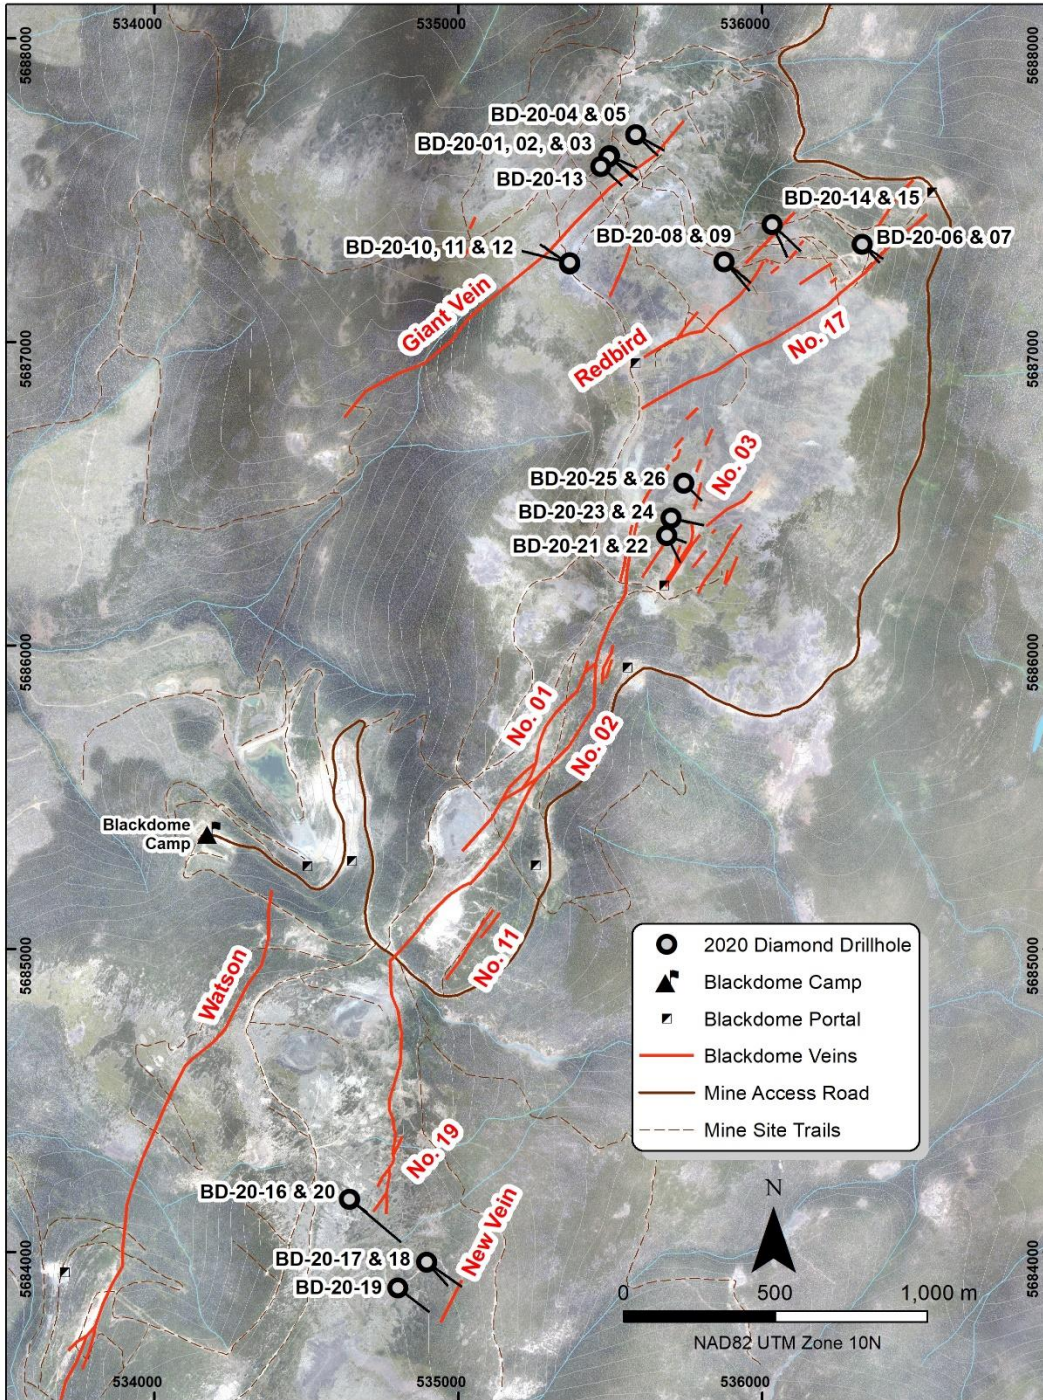 534000
535000
536000
5688000
5688000
BD-20-04 & 05
BD-20-01, 02, & 03
BD-20-13
BD-20-14 & 15
BD-20-10, 11 & 12
BD-20-08 & 09
BD-20-06 & 07
Giant Vein
Redbird
No. 17
5687000
5687000
No. 03
BD-20-25 & 26
BD-20-23 & 24
BD-20-21 & 22
5686000
5686000
No. 01
No. 02
Blackdome
Camp
No. 11
Watson
5685000
5685000
2020 Diamond Drillhole
Blackdome Camp
Blackdome Portal
Blackdome Veins
Mine Access Road
Mine Site Trails
No. 19
BD-20-16 & 20
New Vein
BD-20-17 & 18
BD-20-19
5684000
5684000
N
0 500 1,000 m
NAD82 UTM Zone 10N
534000
535000
536000